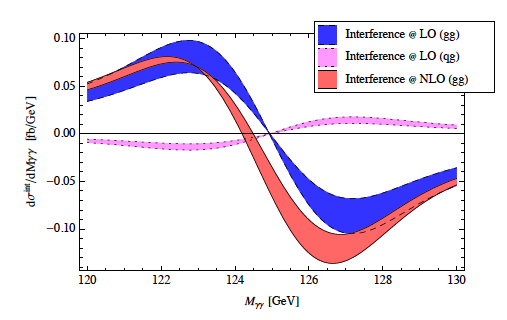 Interference @ LO (gg)
Interference @ LO (qg)
Interference @ NLO (gg)
0.10
0.05
0.00
−0.05
−0.10
dσ^int/dMγγ [fb/GeV]
120 122 124 126 128 130
M_γγ [GeV]